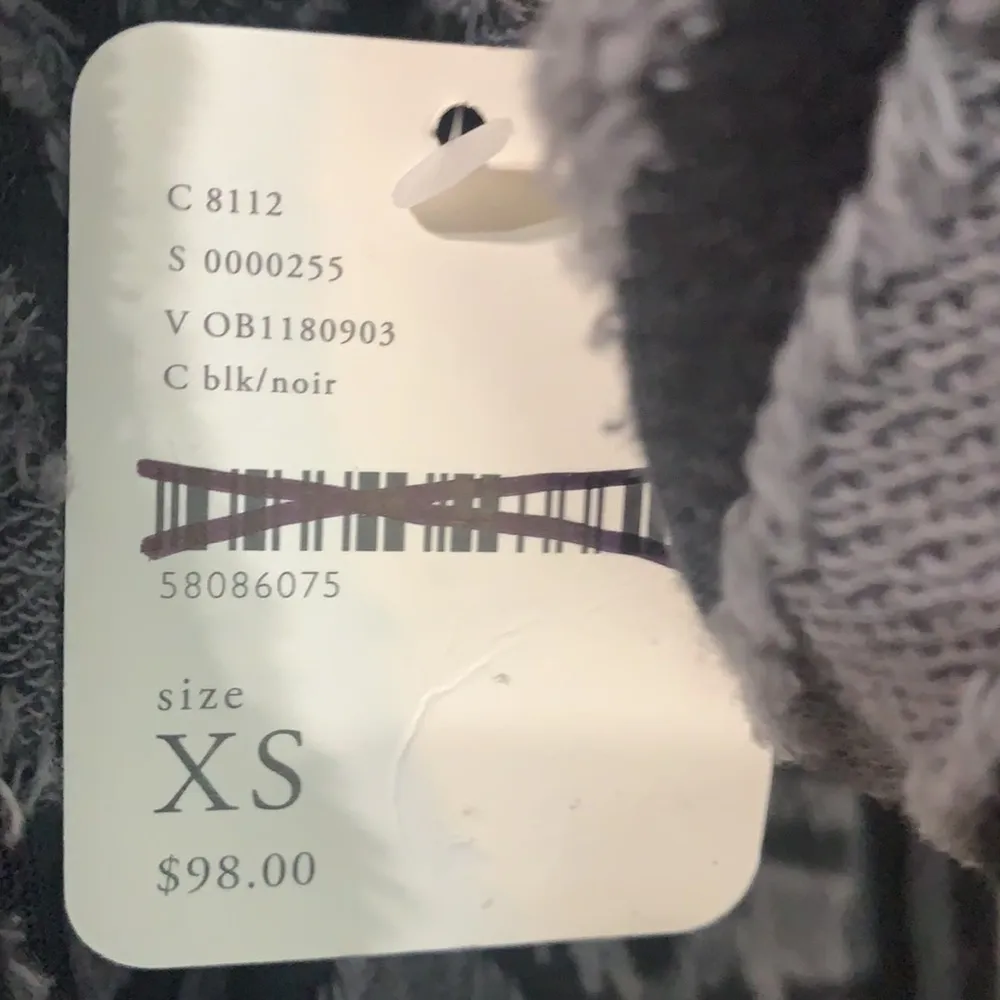 C 8112
S 0000255
V OB1180903
C blk/noir
58086075
size
XS
$98.00